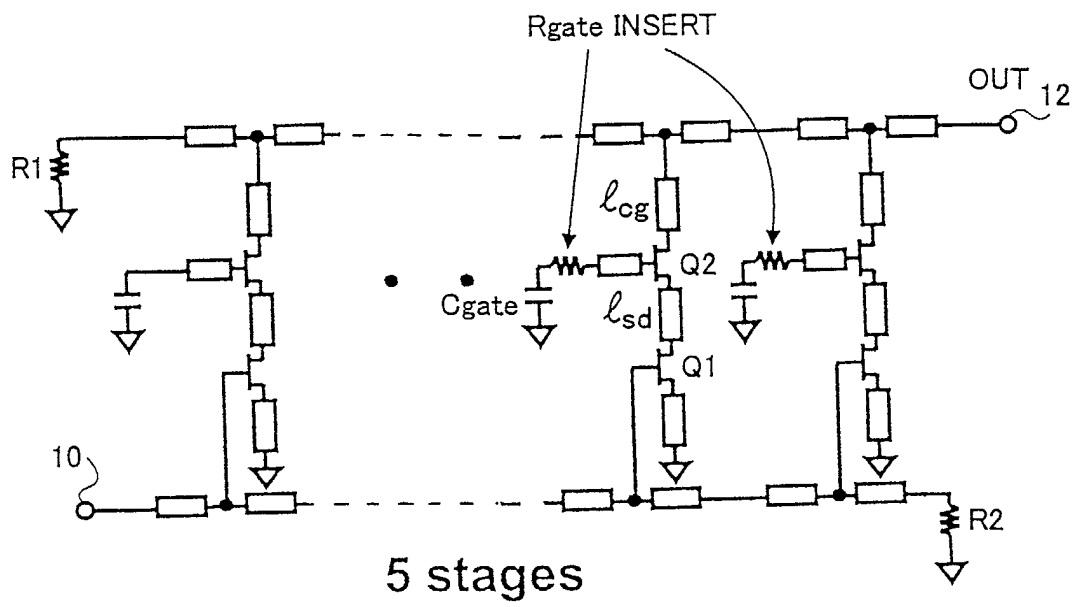 Rgate INSERT
OUT
12
R1
ℓcg
Q2
Cgate
ℓsd
Q1
10
R2
5 stages